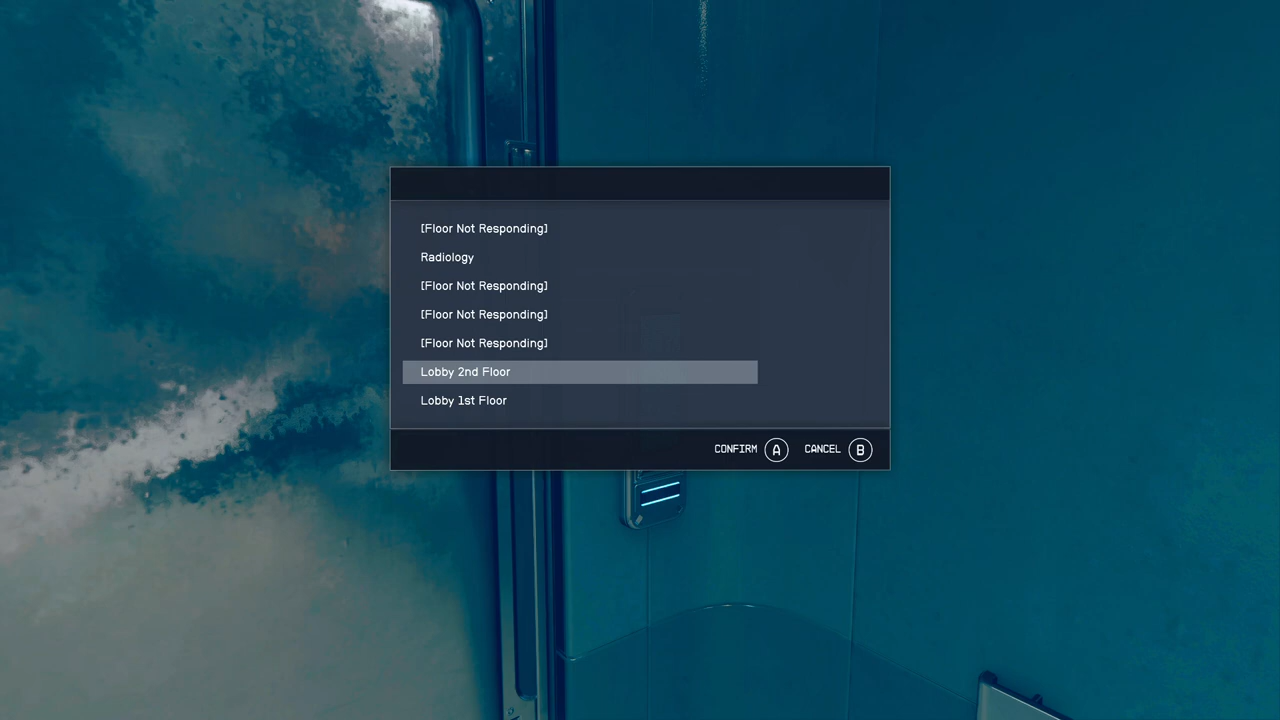 [Floor Not Responding]
Radiology
[Floor Not Responding]
[Floor Not Responding]
[Floor Not Responding]
Lobby 2nd Floor
Lobby 1st Floor
CONFIRM A CANCEL B